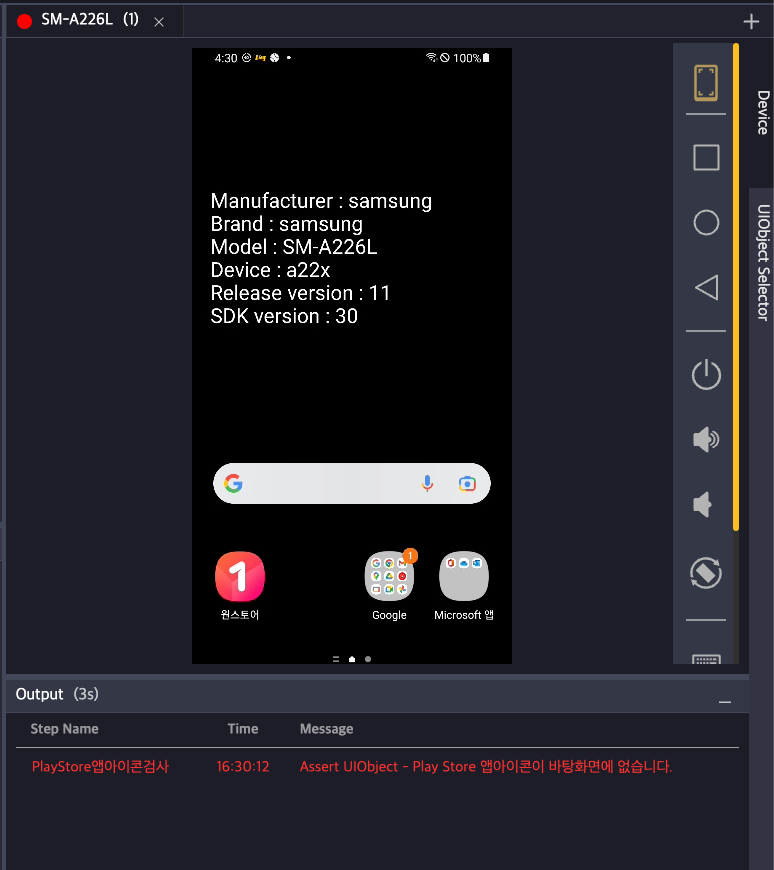 SM-A226L (1)
4:30
100%
Device
UIObject Selector
Manufacturer : samsung
Brand : samsung
Model : SM-A226L
Device : a22x
Release version : 11
SDK version : 30
1
원스토어
Google
Microsoft 앱
Output (3s)
Step Name Time Message
PlayStore앱아이콘검사 16:30:12 Assert UIObject - Play Store 앱아이콘이 바탕화면에 없습니다.